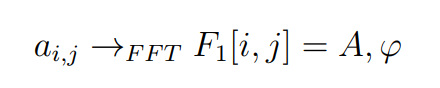 a_{i,j} →_{FFT} F_1[i, j] = A, φ